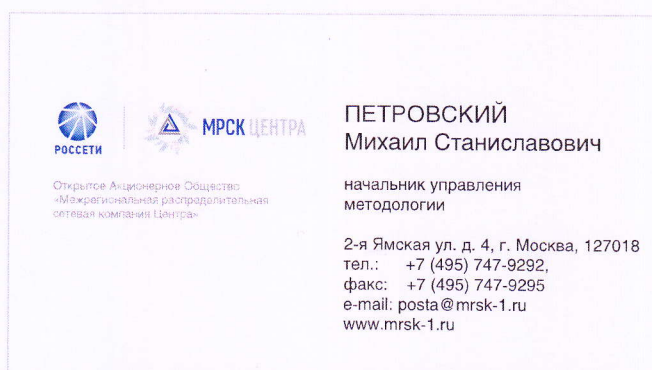 РОССЕТИ
МРСК ЦЕНТРА
Открытое Акционерное Общество
«Межрегиональная распределительная
сетевая компания Центра»
ПЕТРОВСКИЙ
Михаил Станиславович
начальник управления
методологии
2-я Ямская ул. д. 4, г. Москва, 127018
тел.: +7 (495) 747-9292,
факс: +7 (495) 747-9295
e-mail: posta@mrsk-1.ru
www.mrsk-1.ru